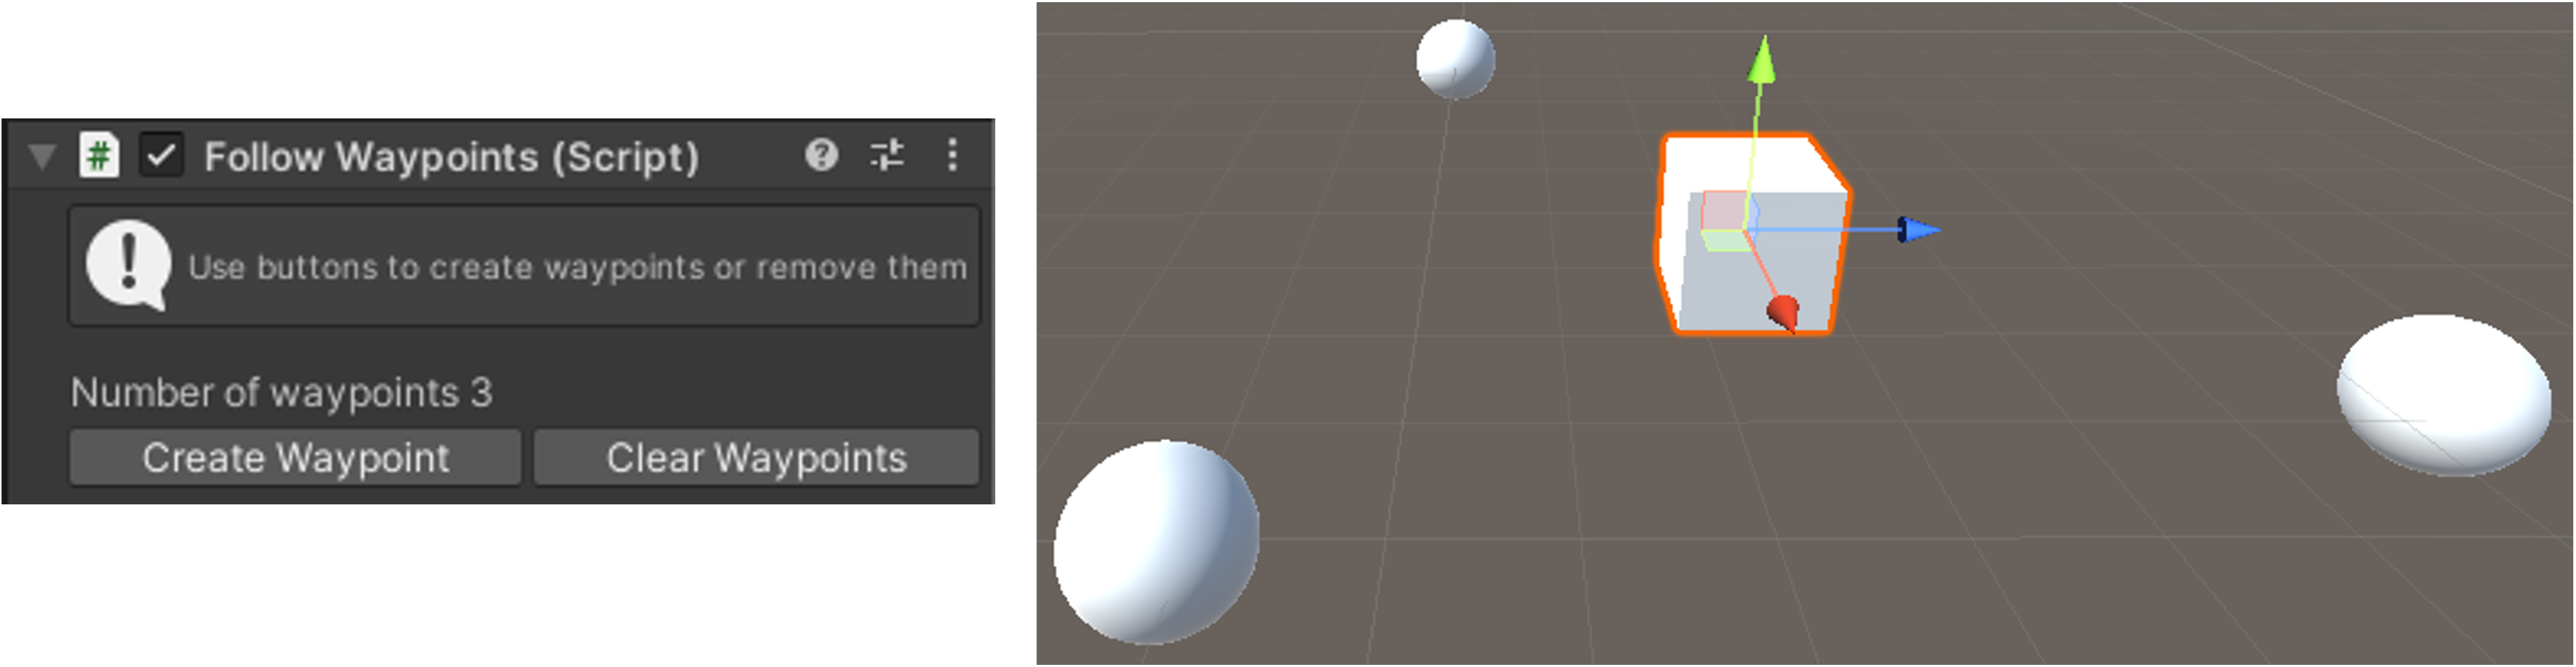 Follow Waypoints (Script)
Use buttons to create waypoints or remove them
Number of waypoints 3
Create Waypoint
Clear Waypoints